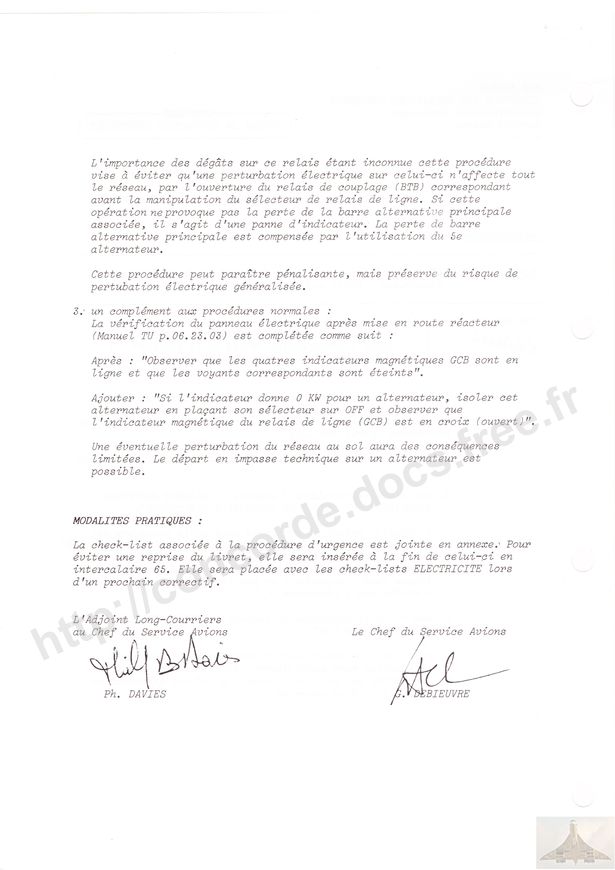 L'importance des dégâts sur ce relais étant inconnue cette procédure
vise à éviter qu'une perturbation électrique sur celui-ci n'affecte tout
le réseau, par l'ouverture du relais de couplage (BTB) correspondant
avant la manipulation du sélecteur de relais de ligne. Si cette
opération ne provoque pas la perte de la barre alternative principale
associée, il s'agit d'une panne d'indicateur. La perte de barre
alternative principale est compensée par l'utilisation du 5e
alternateur.
Cette procédure peut paraître pénalisante, mais préserve du risque de
pertubation électrique généralisée.
3. un complément aux procédures normales :
La vérification du panneau électrique après mise en route réacteur
(Manuel TU p.06.23.03) est complétée comme suit :
Après : "Observer que les quatres indicateurs magnétiques GCB sont en
ligne et que les voyants correspondants sont éteints".
Ajouter : "Si l'indicateur donne 0 KW pour un alternateur, isoler cet
alternateur en plaçant son sélecteur sur OFF et observer que
l'indicateur magnétique du relais de ligne (GCB) est en croix (ouvert)".
Une éventuelle perturbation du réseau au sol aura des conséquences
limitées. Le départ en impasse technique sur un alternateur est
possible.
MODALITES PRATIQUES :
La check-list associée à la procédure d'urgence est jointe en annexe. Pour
éviter une reprise du livret, elle sera insérée à la fin de celui-ci en
intercalaire 65. Elle sera placée avec les check-lists ELECTRICITE lors
d'un prochain correctif.
L'Adjoint Long-Courriers
au Chef du Service Avions
Le Chef du Service Avions
Ph. DAVIES
G. DEBIEUVRE
http://concorde.docs.free.fr